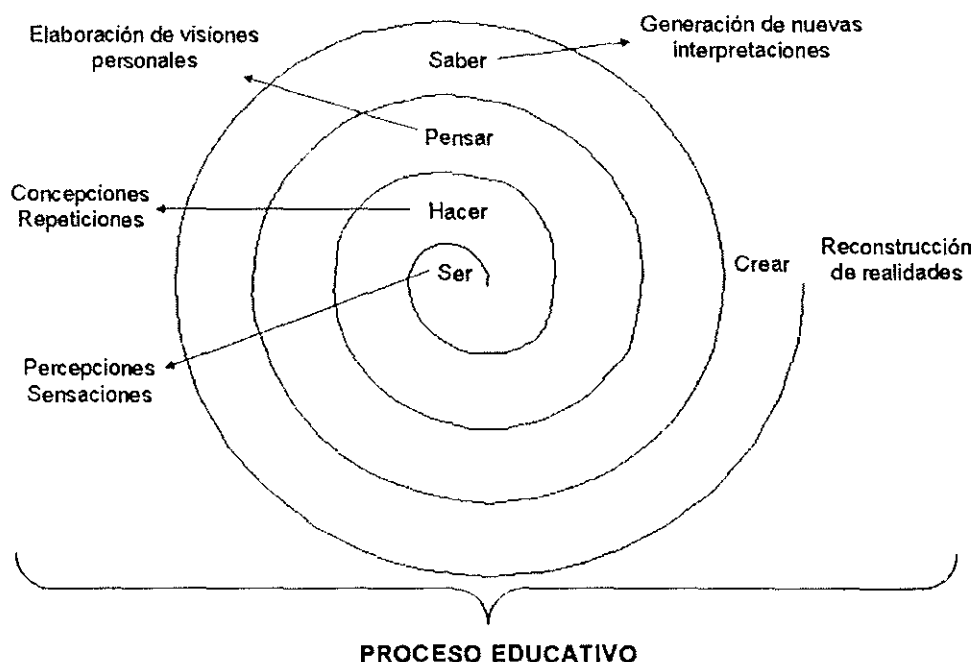 Elaboración de visiones
personales
Generación de nuevas
interpretaciones
Saber
Pensar
Concepciones
Repeticiones
Hacer
Ser
Crear
Reconstrucción
de realidades
Percepciones
Sensaciones
PROCESO EDUCATIVO